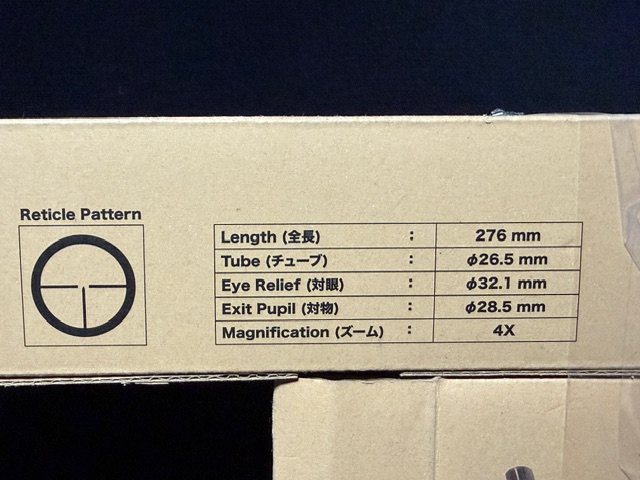 Reticle Pattern
Length (全長) : 276 mm
Tube (チューブ) : φ26.5 mm
Eye Relief (対眼) : φ32.1 mm
Exit Pupil (対物) : φ28.5 mm
Magnification (ズーム) : 4X